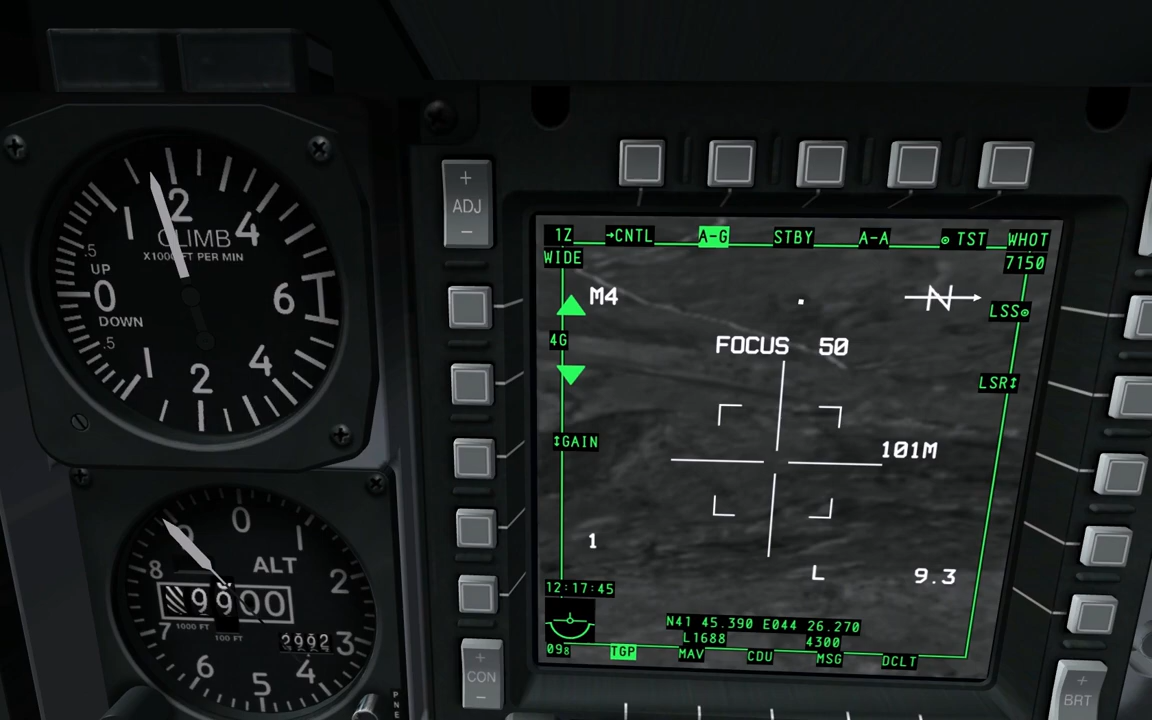 2
1
4
CLIMB
X1000 FT PER MIN
.5
UP
0
6
DOWN
.5
1
2
4
0
1
9
8
ALT
2
9900
7
1000 FT
100 FT
2992
3
6
5
4
+
ADJ
-
1Z
→CNTL
A-G
STBY
A-A
TST
WHOT
WIDE
7150
M4
N
LSS
4G
FOCUS 50
LSR↕
↕GAIN
101M
1
L
9.3
12:17:45
N41 45.390 E044 26.270
L1688
4300
098
TGP
MAV
CDU
MSG
DCLT
+
CON
-
+
BRT
P
N
E